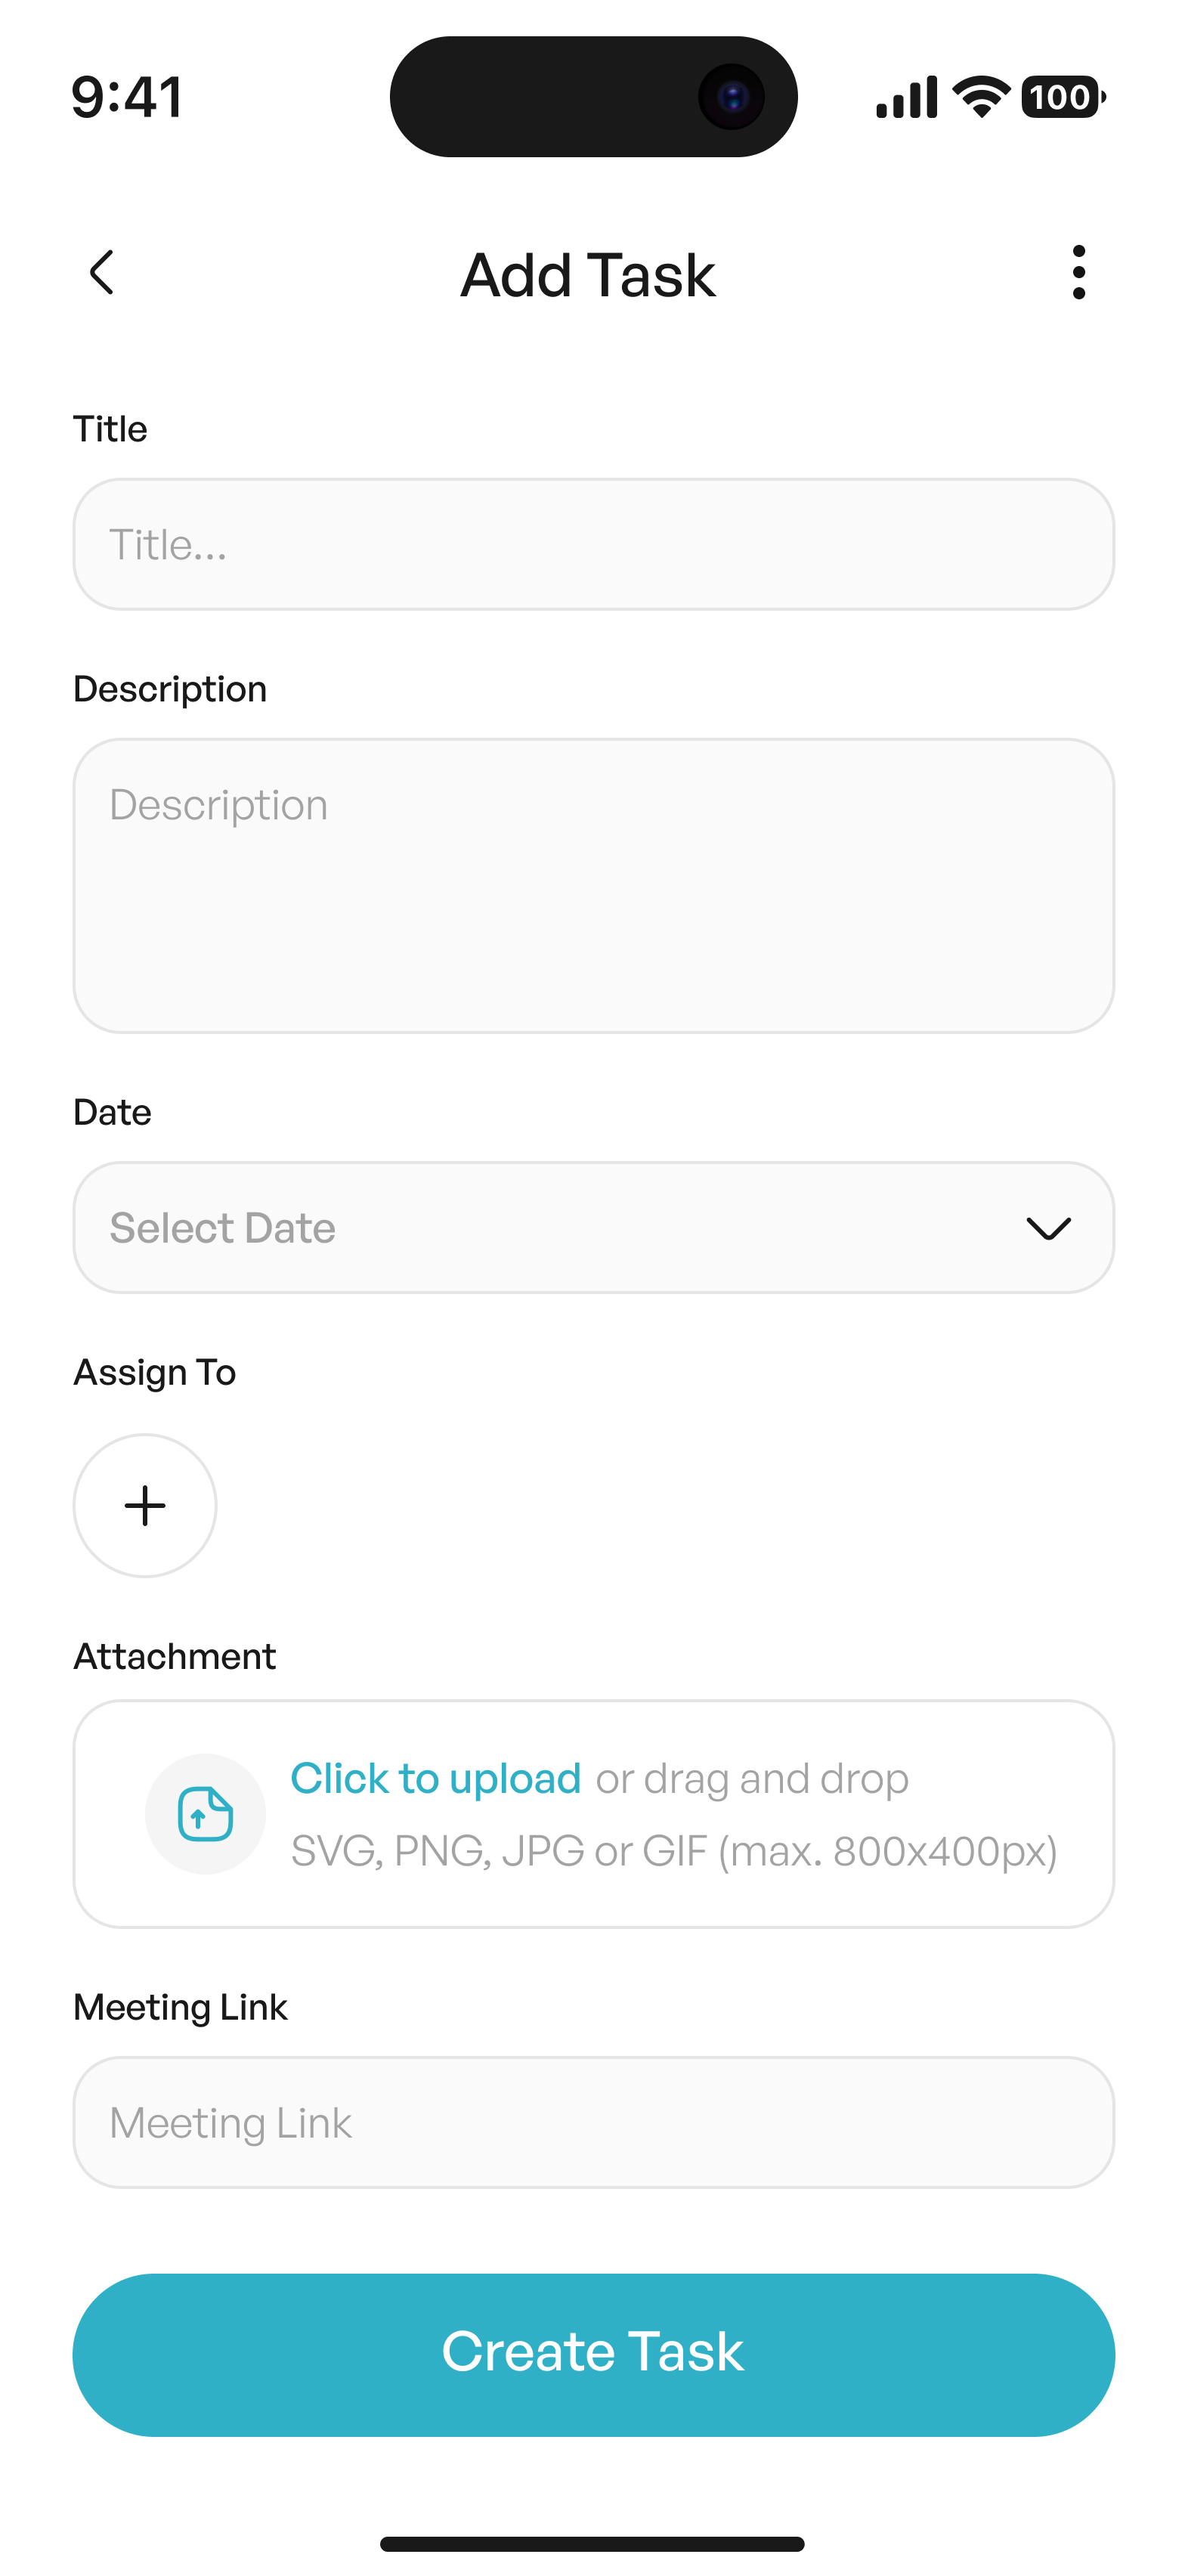 9:41
100
Add Task
Title
Title...
Description
Description
Date
Select Date
Assign To
Attachment
Click to upload or drag and drop
SVG, PNG, JPG or GIF (max. 800x400px)
Meeting Link
Meeting Link
Create Task